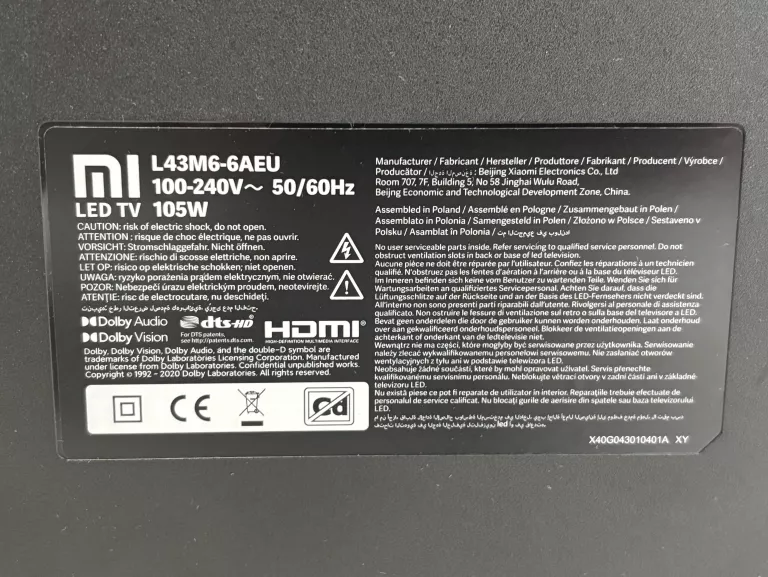 mi
L43M6-6AEU
100-240V~ 50/60Hz
LED TV 105W
CAUTION: risk of electric shock, do not open.
ATTENTION : risque de choc électrique, ne pas ouvrir.
VORSICHT: Stromschlaggefahr. Nicht öffnen.
ATTENZIONE: rischio di scosse elettriche, non aprire.
LET OP: risico op elektrische schokken; niet openen.
UWAGA: ryzyko porażenia prądem elektrycznym, nie otwierać.
POZOR: Nebezpečí úrazu elektrickým proudem, neotevírejte.
ATENȚIE: risc de electrocutare, nu deschideți.
Dolby Audio
Dolby Vision
dts-HD
For DTS patents,
see http://patents.dts.com.
HDMI
HIGH-DEFINITION MULTIMEDIA INTERFACE
Dolby, Dolby Vision, Dolby Audio, and the double-D symbol are
trademarks of Dolby Laboratories Licensing Corporation. Manufactured
under license from Dolby Laboratories. Confidential unpublished works.
Copyright © 1992 - 2020 Dolby Laboratories. All rights reserved.
CE
Cd
Manufacturer / Fabricant / Hersteller / Produttore / Fabrikant / Producent / Výrobce /
Producător / : Beijing Xiaomi Electronics Co., Ltd
Room 707, 7F, Building 5, No 58 Jinghai Wulu Road,
Beijing Economic and Technological Development Zone, China.
Assembled in Poland / Assemblé en Pologne / Zusammengebaut in Polen /
Assemblato in Polonia / Samengesteld in Polen / Złożono w Polsce / Sestaveno v
Polsku / Asamblat în Polonia /
No user serviceable parts inside. Refer servicing to qualified service personnel. Do not
obstruct ventilation slots in back or base of led television.
Aucune pièce ne peut être réparée par l'utilisateur. Confiez les réparations à un technicien
qualifié. N'obstruez pas les fentes d'aération à l'arrière ou à la base du téléviseur LED.
Im Inneren befinden sich keine vom Benutzer zu wartenden Teile. Wenden Sie sich für
Wartungsarbeiten an qualifiziertes Servicepersonal. Achten Sie darauf, dass die
Lüftungsschlitze auf der Rückseite und an der Basis des LED-Fernsehers nicht verdeckt sind.
All'interno non sono presenti parti riparabili dall'utente. Rivolgersi al personale di assistenza
qualificato. Non ostruire le fessure di ventilazione sul retro o sulla base del televisore a LED.
Bevat geen onderdelen die door de gebruiker kunnen worden onderhouden. Laat onderhoud
over aan gekwalificeerd onderhoudspersoneel. Blokkeer de ventilatieopeningen aan de
achterkant of onderkant van de ledtelevisie niet.
Wewnątrz nie ma części, które mogłyby być serwisowane przez użytkownika. Serwisowanie
należy zlecać wykwalifikowanemu personelowi serwisowemu. Nie zasłaniać otworów
wentylacyjnych z tyłu ani w podstawie telewizora LED.
Neobsahuje žádné součásti, které by mohl opravovat uživatel. Servis přenechte
kvalifikovanému servisnímu personálu. Neblokujte větrací otvory v zadní části ani v základně
televizoru LED.
Nu există piese ce pot fi reparate de utilizator în interior. Reparațiile trebuie efectuate de
personalul de service calificat. Nu blocați gurile de aerisire din spatele sau baza televizorului
LED.
led
X40G043010401A XY